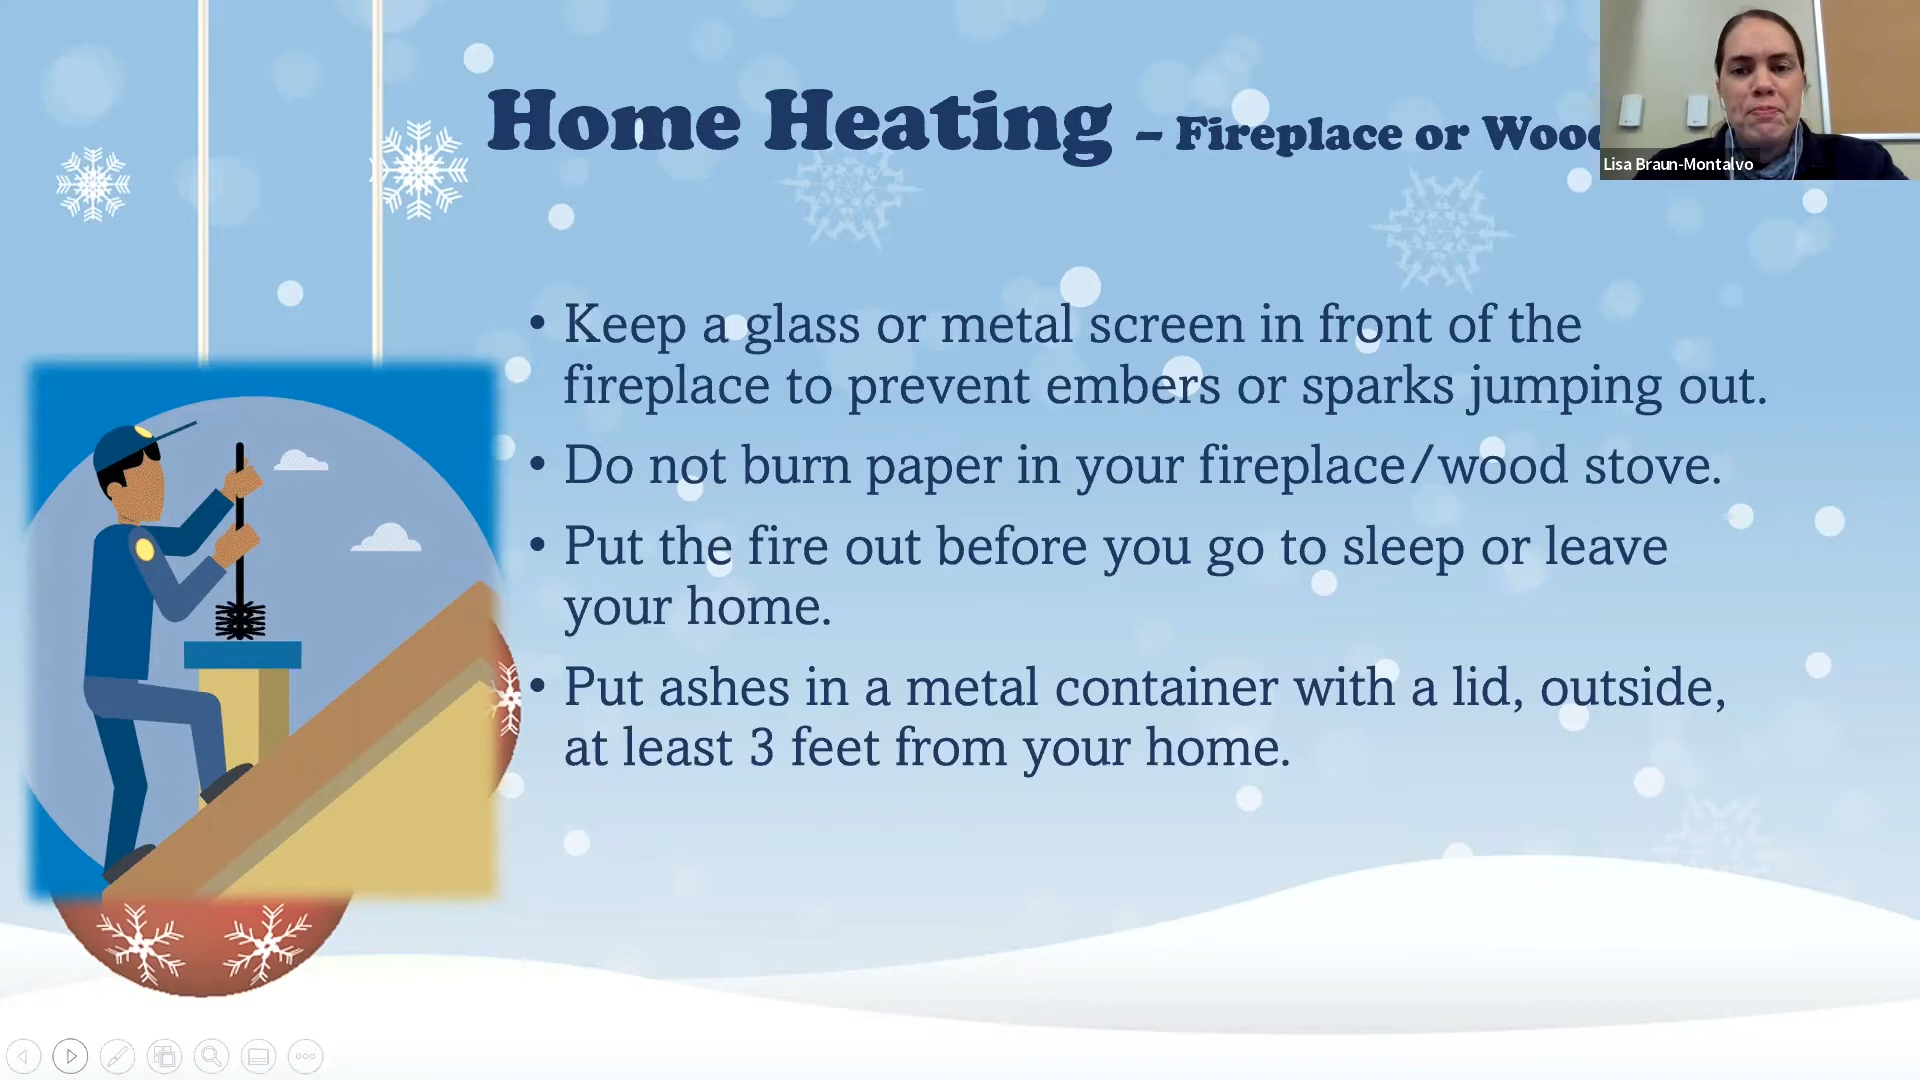 Home Heating – Fireplace or Woo
Lisa Braun-Montalvo
• Keep a glass or metal screen in front of the
fireplace to prevent embers or sparks jumping out.
• Do not burn paper in your fireplace/wood stove.
• Put the fire out before you go to sleep or leave
your home.
• Put ashes in a metal container with a lid, outside,
at least 3 feet from your home.